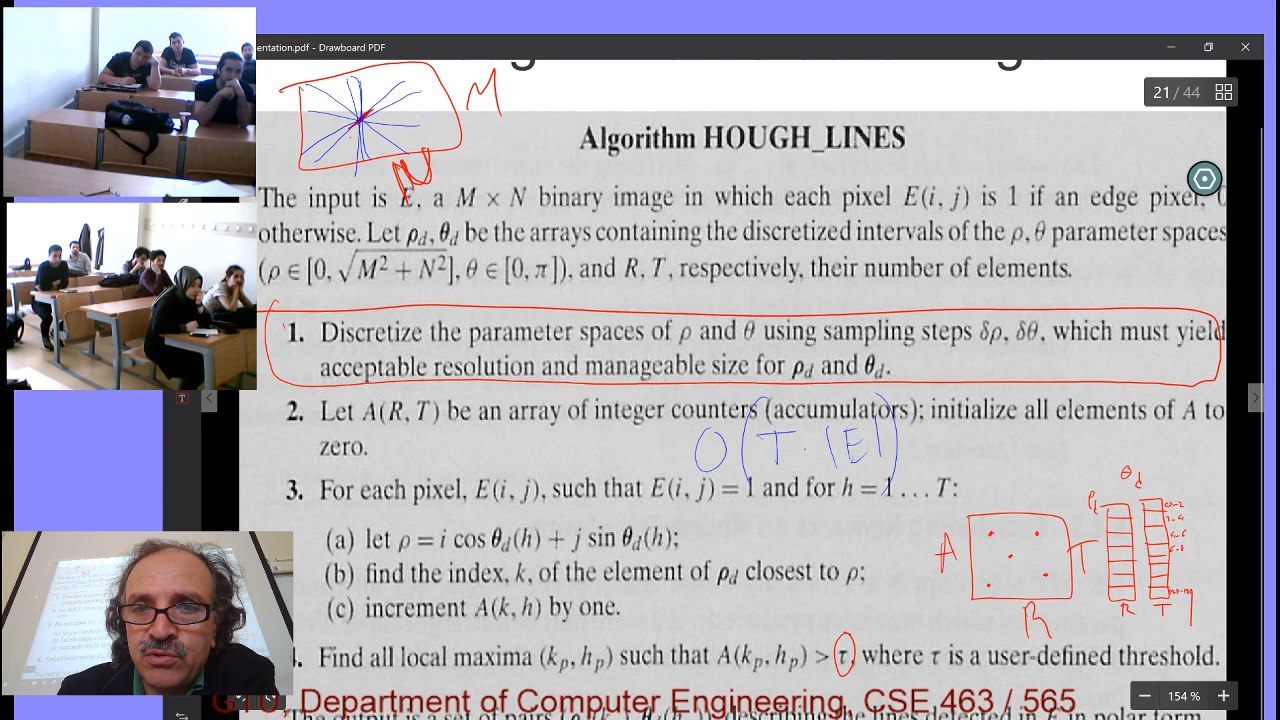 entation.pdf - Drawboard PDF
21 / 44
M
N
Algorithm HOUGH_LINES
The input is E, a M × N binary image in which each pixel E(i, j) is 1 if an edge pixel, 0
otherwise. Let ρd, θd be the arrays containing the discretized intervals of the ρ, θ parameter spaces
(ρ ∈ [0, √M² + N²], θ ∈ [0, π]), and R, T, respectively, their number of elements.
1. Discretize the parameter spaces of ρ and θ using sampling steps δρ, δθ, which must yield
acceptable resolution and manageable size for ρd and θd.
2. Let A(R, T) be an array of integer counters (accumulators); initialize all elements of A to
zero.
O(T · |E|)
3. For each pixel, E(i, j), such that E(i, j) = 1 and for h = 1 . . . T:
(a) let ρ = i cos θd(h) + j sin θd(h);
(b) find the index, k, of the element of ρd closest to ρ;
(c) increment A(k, h) by one.
θd
ρd
A
T
R
R
T
4. Find all local maxima (kp, hp) such that A(kp, hp) > τ, where τ is a user-defined threshold.
GTU, Department of Computer Engineering, CSE 463 / 565
154 %